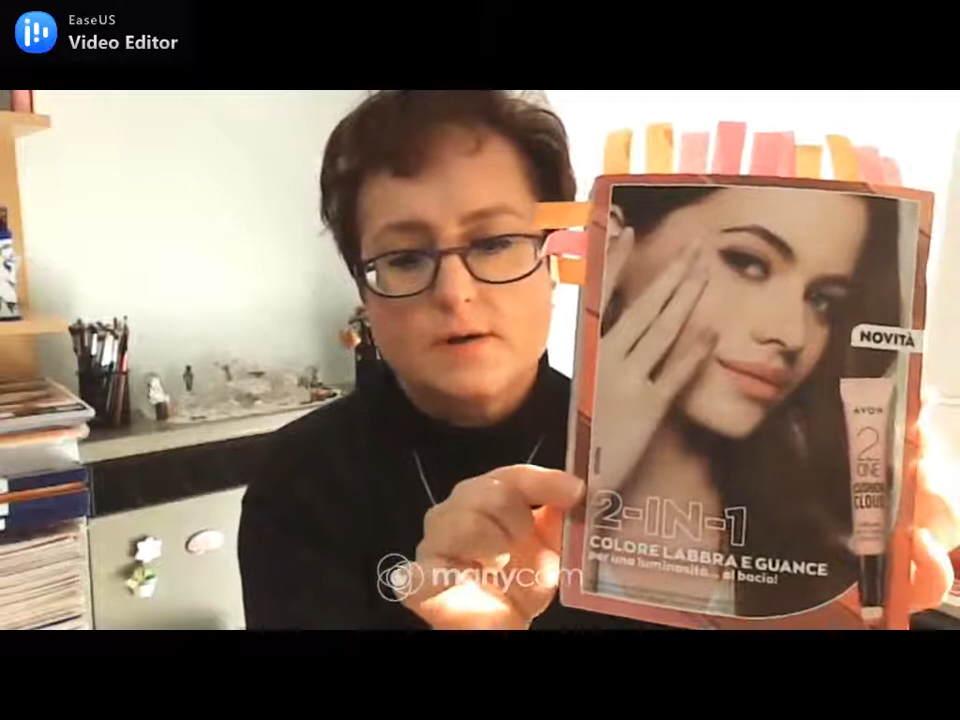 EaseUS
Video Editor
NOVITÀ
AVON
2
ONE
CLOUD
2-IN-1
COLORE LABBRA E GUANCE
per una luminosità... al bacio!
manycam